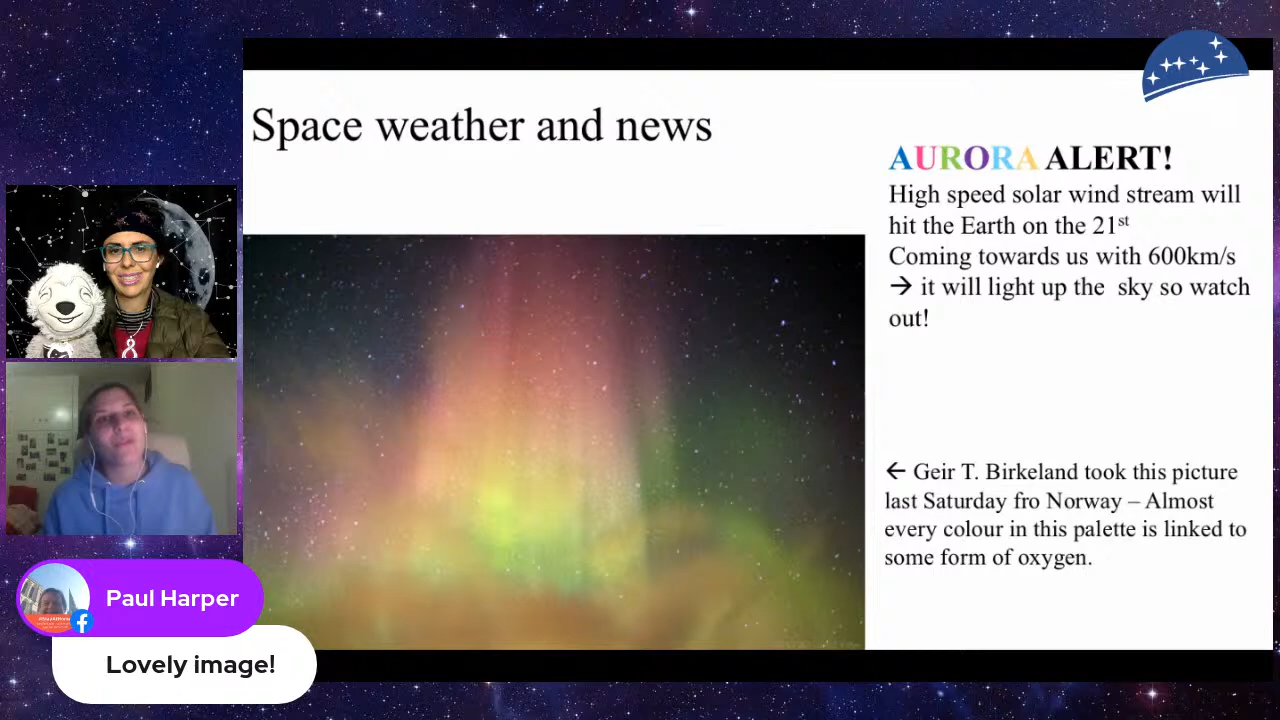 Space weather and news
AURORA ALERT!
High speed solar wind stream will
hit the Earth on the 21st
Coming towards us with 600km/s
→ it will light up the sky so watch
out!
← Geir T. Birkeland took this picture
last Saturday fro Norway – Almost
every colour in this palette is linked to
some form of oxygen.
Paul Harper
Lovely image!